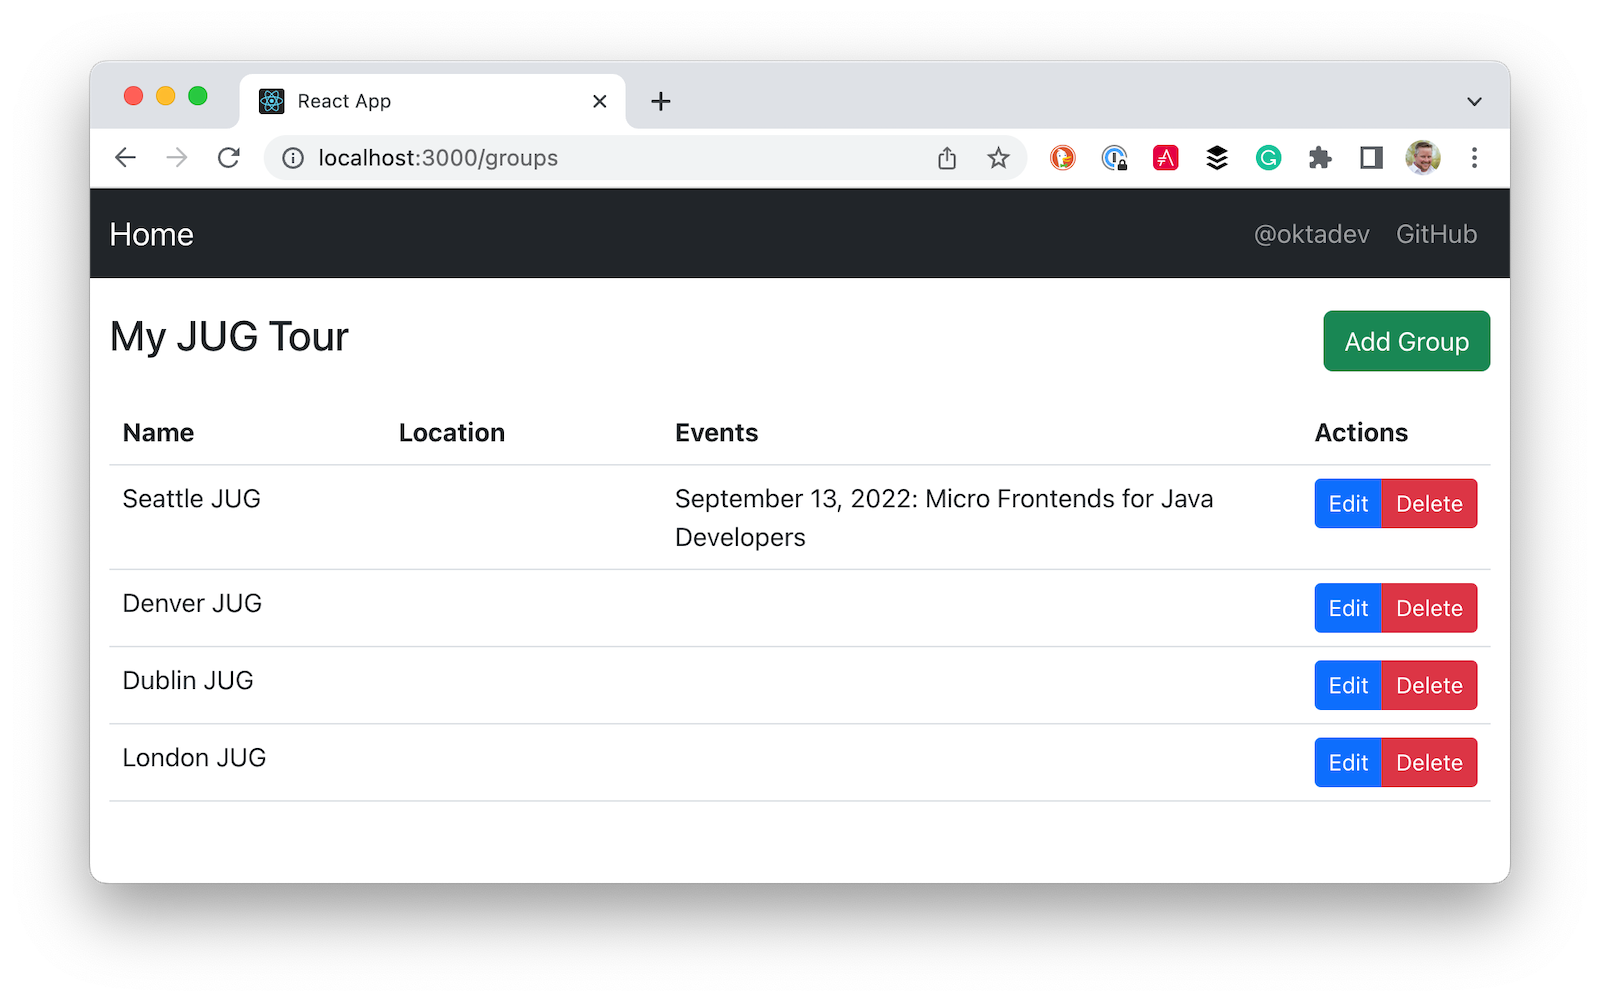 React App
localhost:3000/groups
Home @oktadev GitHub
My JUG Tour Add Group
Name Location Events Actions
Seattle JUG September 13, 2022: Micro Frontends for Java Edit Delete
Developers
Denver JUG Edit Delete
Dublin JUG Edit Delete
London JUG Edit Delete